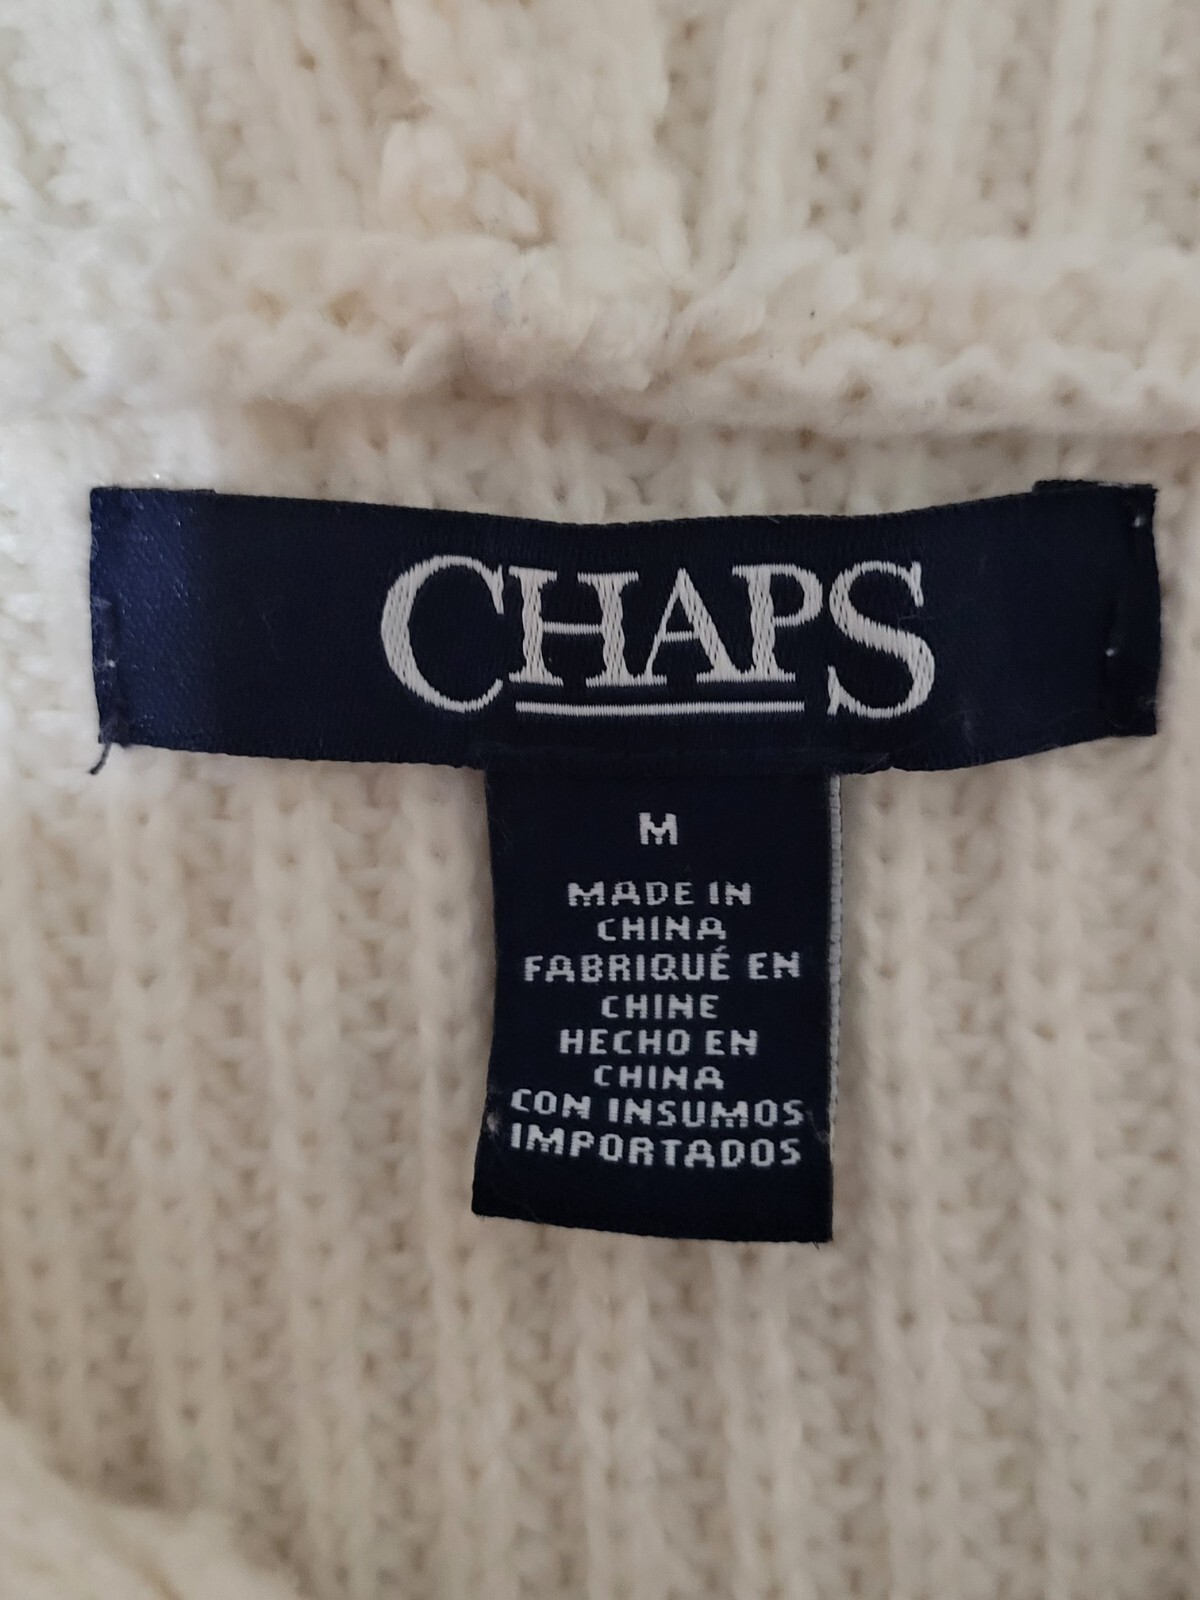 CHAPS
M
MADE IN
CHINA
FABRIQUÉ EN
CHINE
HECHO EN
CHINA
CON INSUMOS
IMPORTADOS